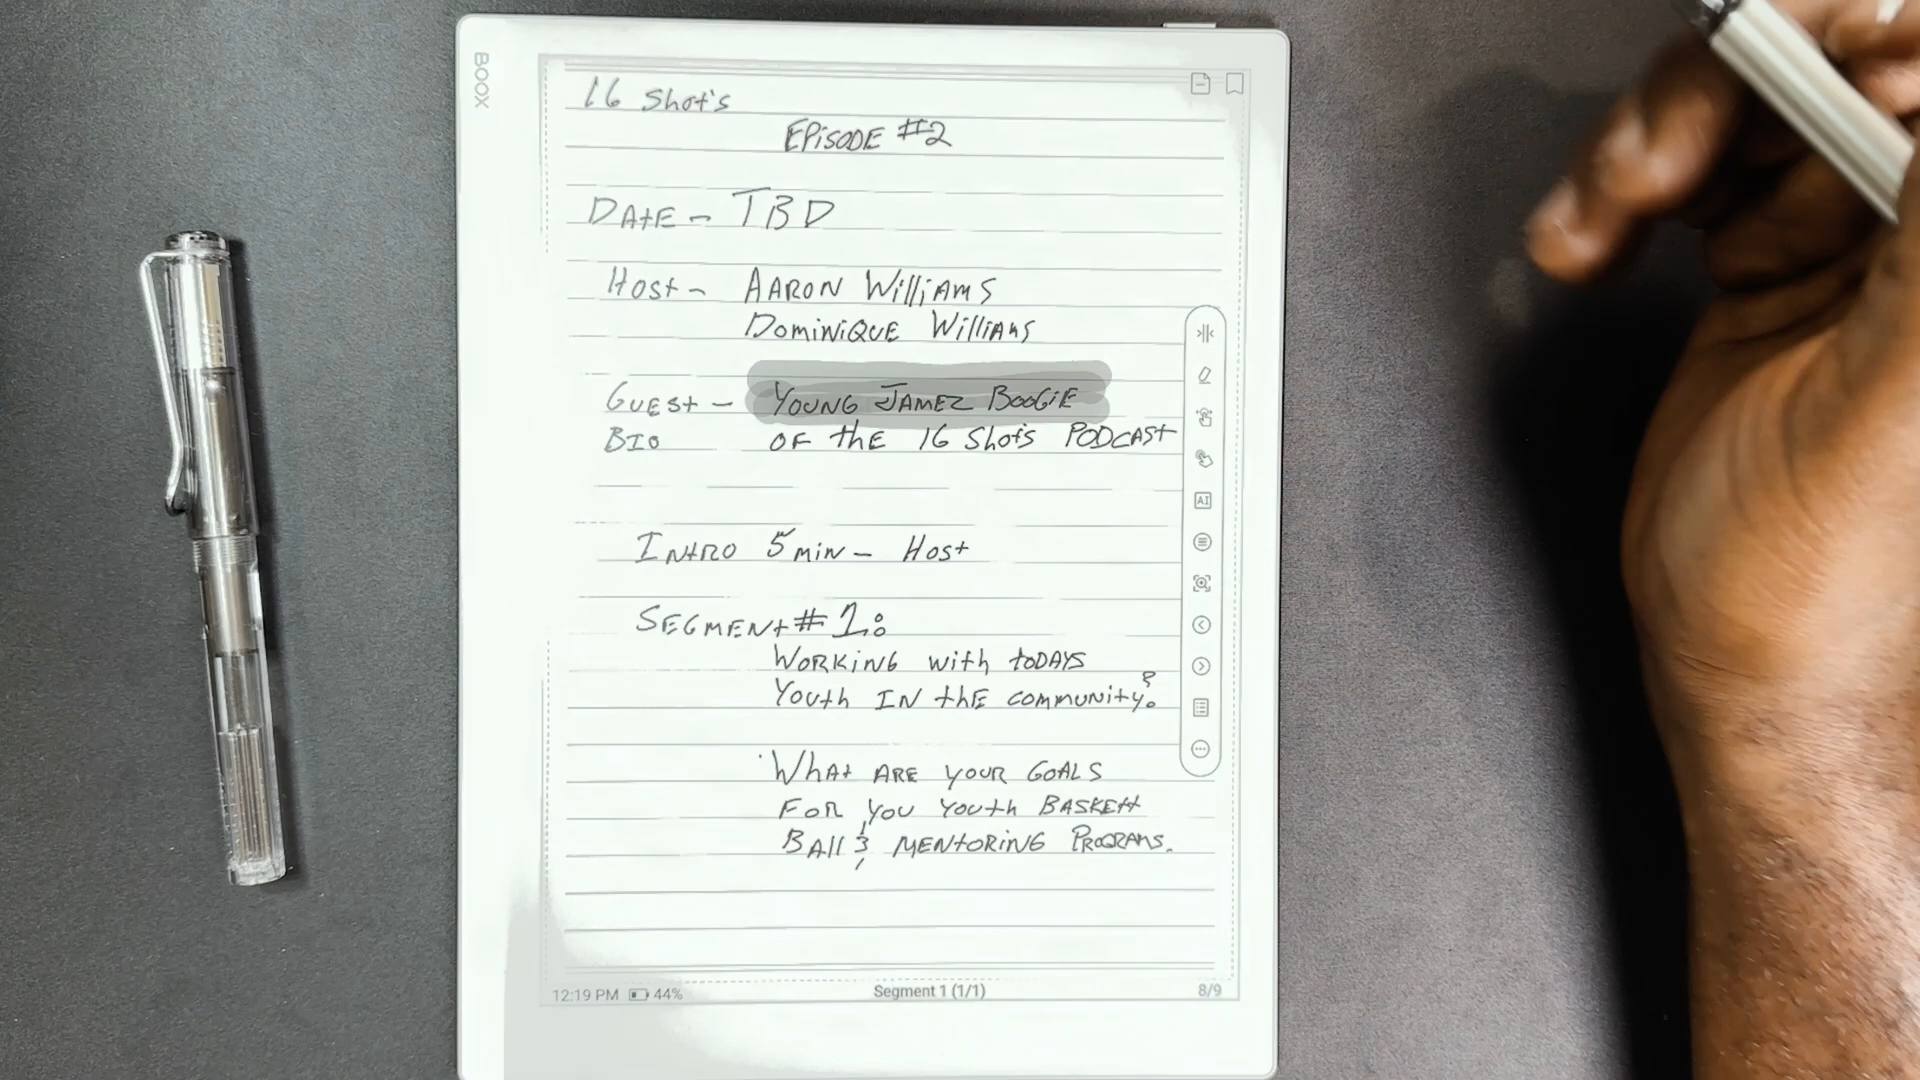 BOOX
16 Shot's
EPiSODE #2
DATE - TBD
HOST - AARON WilliAMS
DOMINIQUE WilliAMS
GUEST - YOUNG JAMEZ BOOGIE
BIO OF the 16 Shots PODCAST
INTRO 5 MIN - HOST
SEGMENT #1:
WORKING with tODAYS
YOUth IN thE COMMUNITY?
WHAT ARE YOUR GOALS
FOR YOU YOUth BASKEtt
BAll & MENTORING PROGRAMS.
AI
12:19 PM 44% Segment 1 (1/1) 8/9